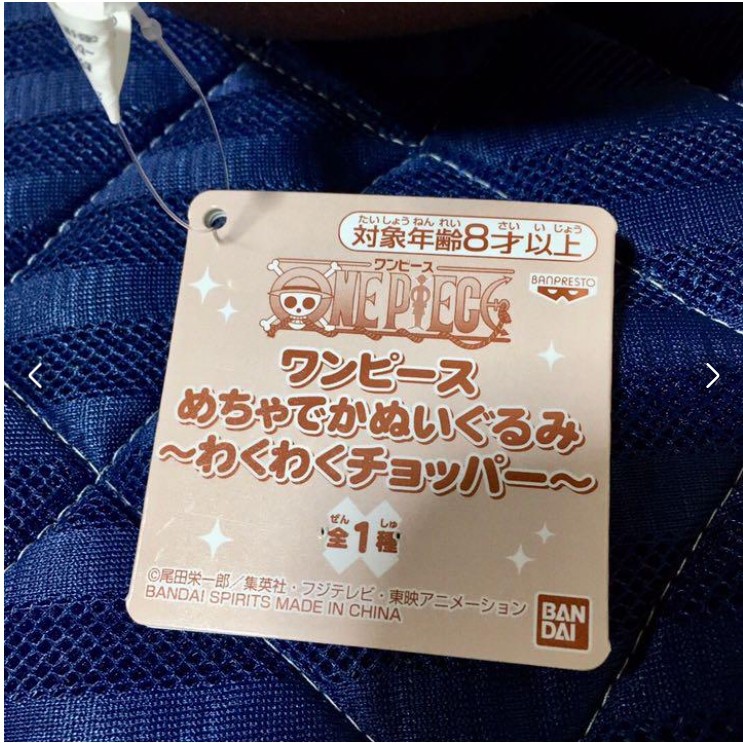 たいしょうねんれい さいいじょう
対象年齢8才以上
ワンピース
ONE PIECE
BANPRESTO
ワンピース
めちゃでかぬいぐるみ
〜わくわくチョッパー〜
ぜん しゅ
全1種
©尾田栄一郎/集英社・フジテレビ・東映アニメーション
BANDAI SPIRITS MADE IN CHINA
BAN
DAI